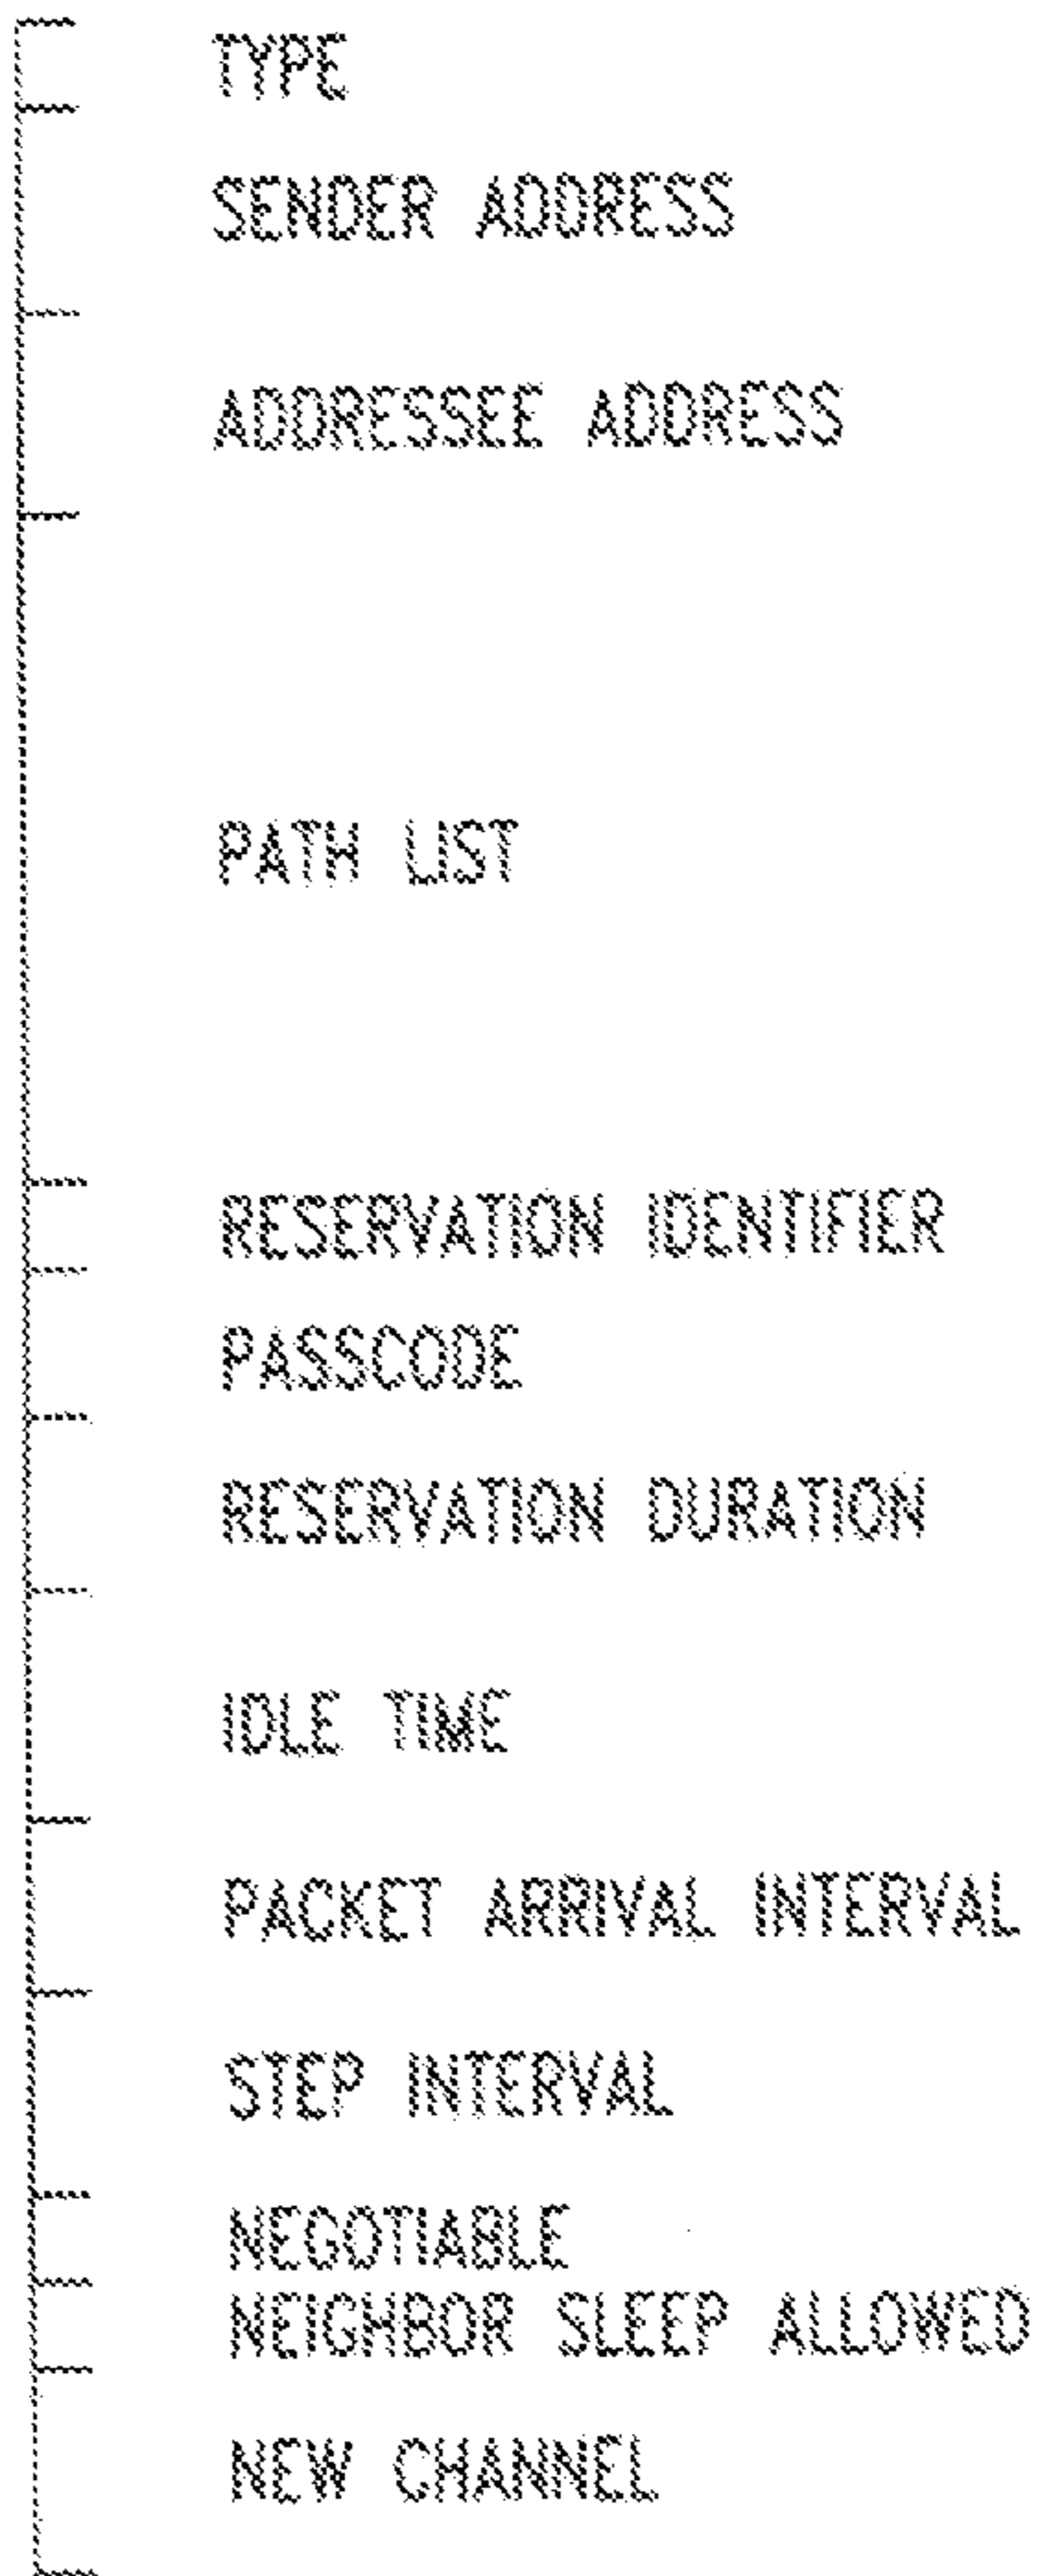 TYPE
SENDER ADDRESS
ADDRESSEE ADDRESS
PATH LIST
RESERVATION IDENTIFIER
PASSCODE
RESERVATION DURATION
IDLE TIME
PACKET ARRIVAL INTERVAL
STEP INTERVAL
NEGOTIABLE
NEIGHBOR SLEEP ALLOWED
NEW CHANNEL